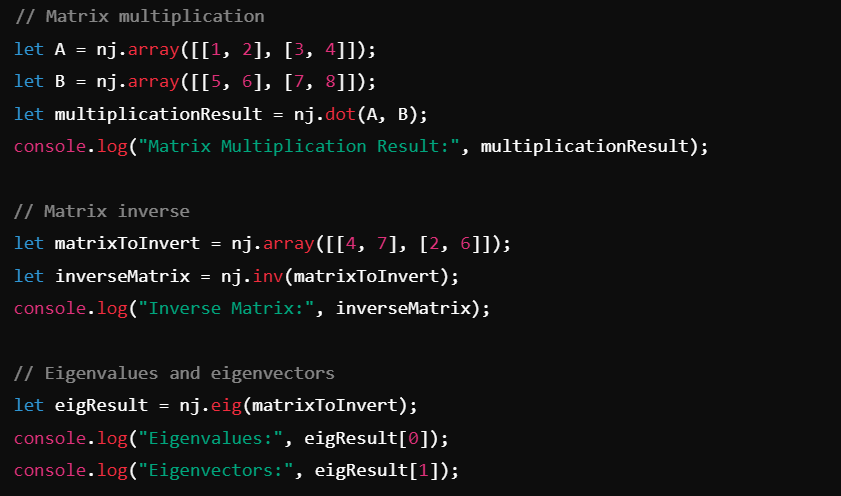 // Matrix multiplication
let A = nj.array([[1, 2], [3, 4]]);
let B = nj.array([[5, 6], [7, 8]]);
let multiplicationResult = nj.dot(A, B);
console.log("Matrix Multiplication Result:", multiplicationResult);
// Matrix inverse
let matrixToInvert = nj.array([[4, 7], [2, 6]]);
let inverseMatrix = nj.inv(matrixToInvert);
console.log("Inverse Matrix:", inverseMatrix);
// Eigenvalues and eigenvectors
let eigResult = nj.eig(matrixToInvert);
console.log("Eigenvalues:", eigResult[0]);
console.log("Eigenvectors:", eigResult[1]);